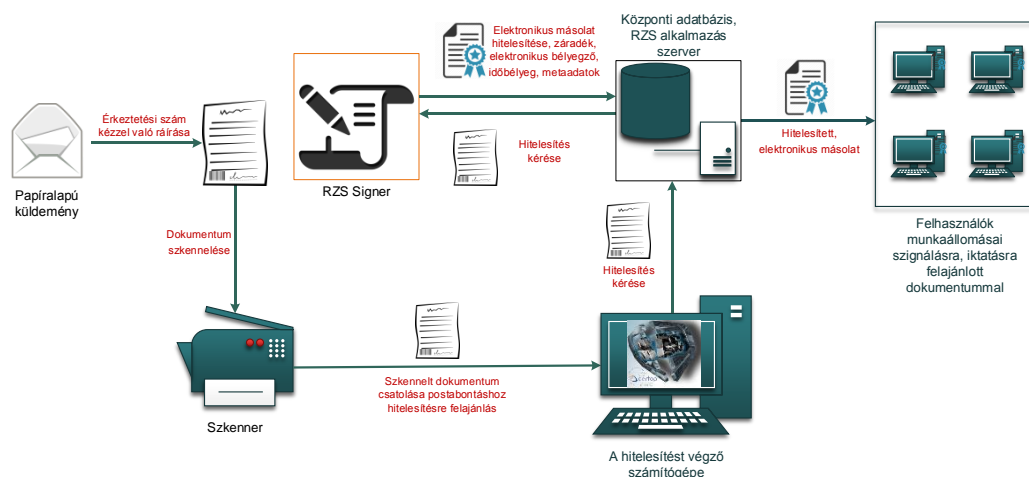 Elektronikus másolat
hitelesítése, záradék,
elektronikus bélyegző,
időbélyeg, metaadatok
Központi adatbázis,
RZS alkalmazás
szerver
Érkeztetési szám
kézzel való ráírása
Hitelesítés
kérése
Hitelesített,
elektronikus másolat
Papíralapú
küldemény
RZS Signer
Dokumentum
szkennelése
Hitelesítés
kérése
Felhasználók
munkaállomásai
szignálásra, iktatásra
felajánlott
dokumentummal
Szkennelt dokumentum
csatolása postabontáshoz
hitelesítésre felajánlás
certop
Szkenner
A hitelesítést végző
számítógépe